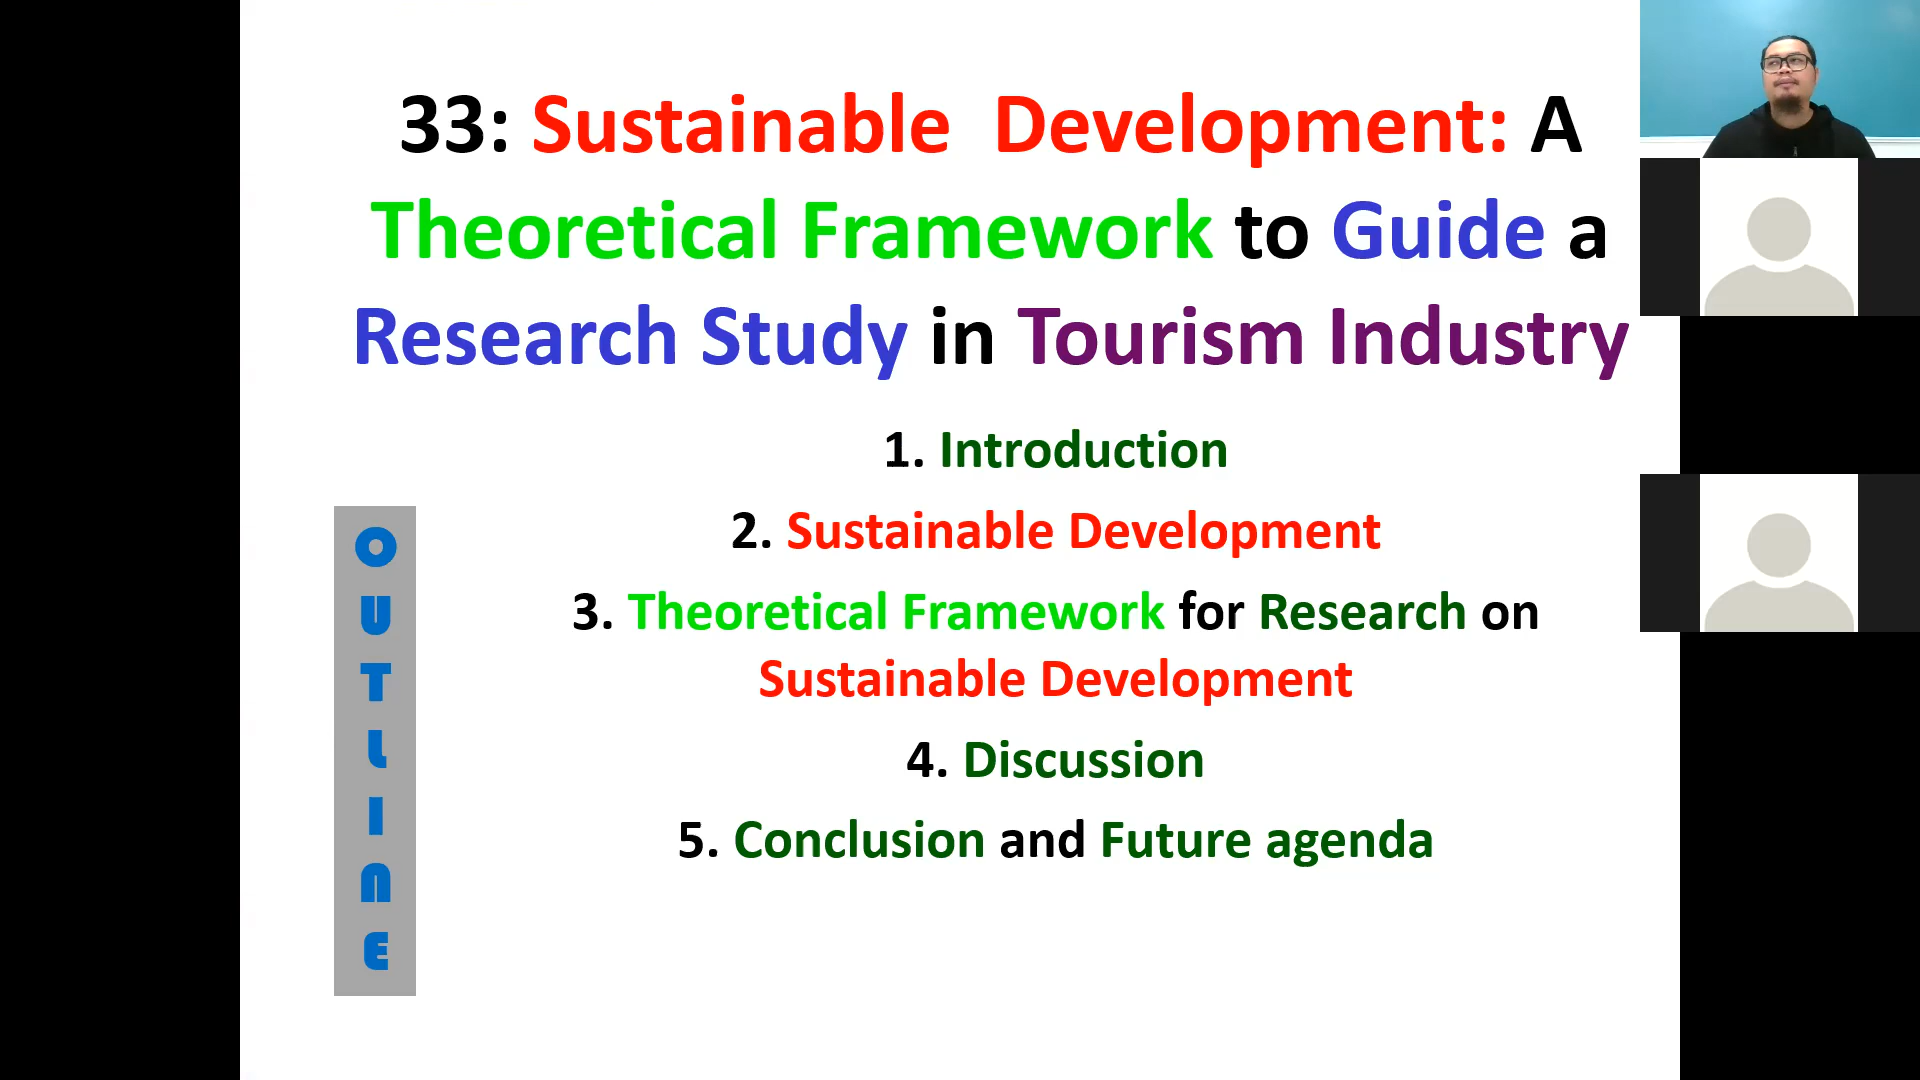 33: Sustainable Development: A
Theoretical Framework to Guide a
Research Study in Tourism Industry
1. Introduction
2. Sustainable Development
3. Theoretical Framework for Research on
Sustainable Development
4. Discussion
5. Conclusion and Future agenda
O
U
T
L
I
N
E